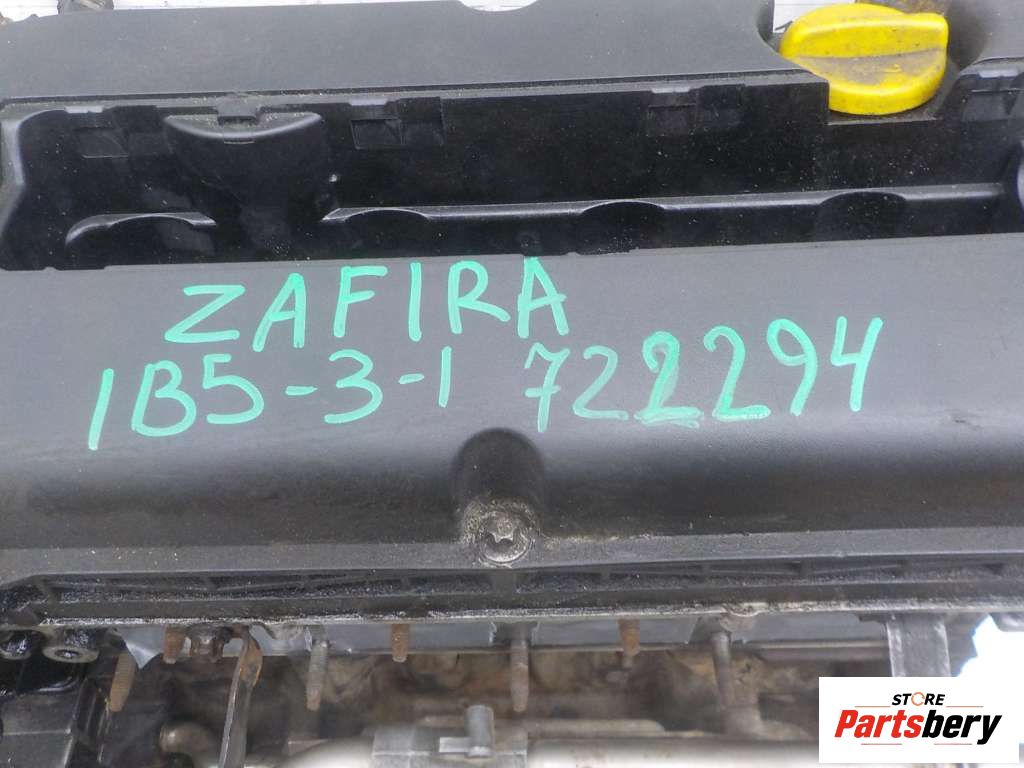 ZAFIRA
1B5-3-1 722294
STORE
Partsbery